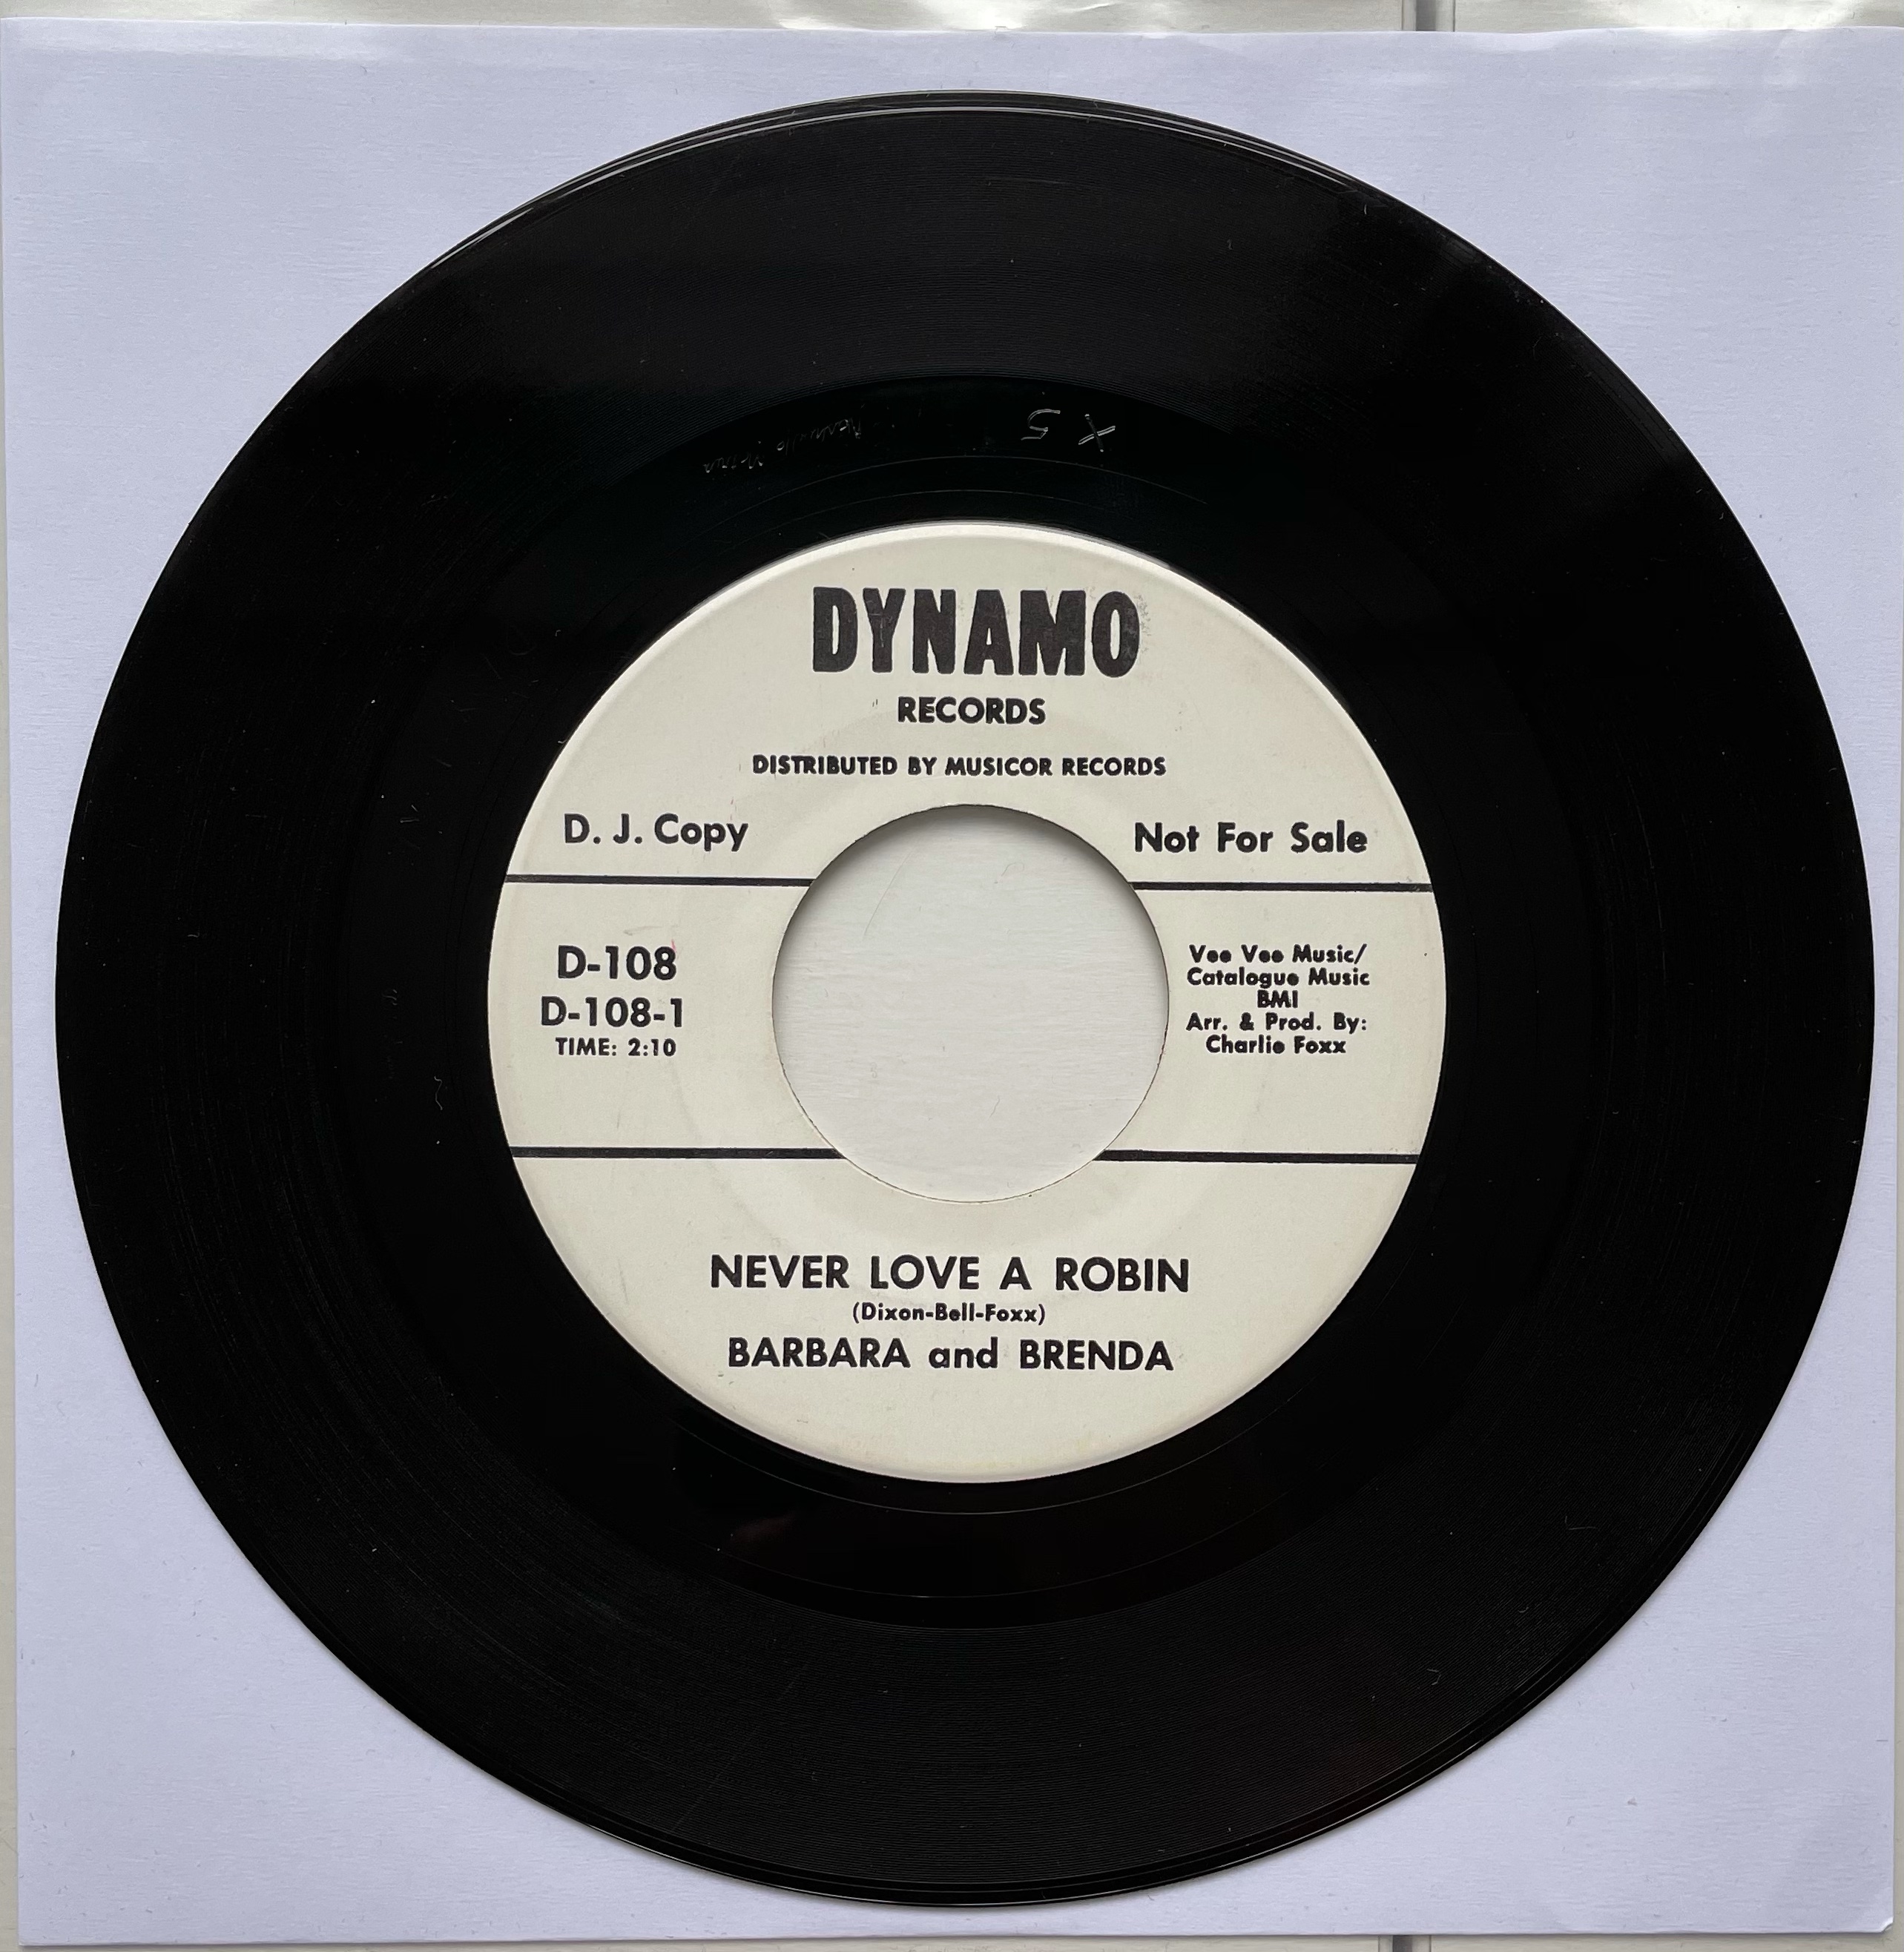 X 5
DYNAMO
RECORDS
DISTRIBUTED BY MUSICOR RECORDS
D. J. Copy
Not For Sale
D-108
D-108-1
TIME: 2:10
Vee Vee Music/
Catalogue Music
BMI
Arr. & Prod. By:
Charlie Foxx
NEVER LOVE A ROBIN
(Dixon-Bell-Foxx)
BARBARA and BRENDA